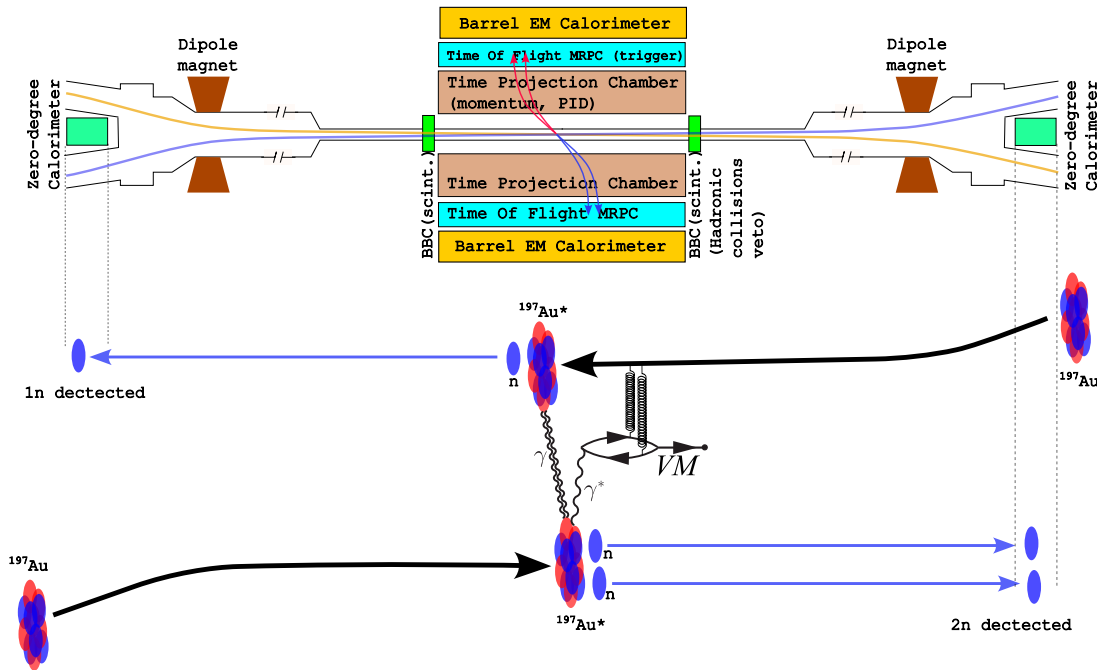 Barrel EM Calorimeter
Time Of Flight MRPC (trigger)
Time Projection Chamber
(momentum, PID)
Dipole
magnet
Dipole
magnet
Zero-degree
Calorimeter
Zero-degree
Calorimeter
Time Projection Chamber
Time Of Flight MRPC
Barrel EM Calorimeter
BBC(scint.)
BBC(scint.)
(Hadronic
collisions
veto)
197Au*
n
1n dectected
197Au
γ
γ*
VM
197Au
n
n
197Au*
2n dectected